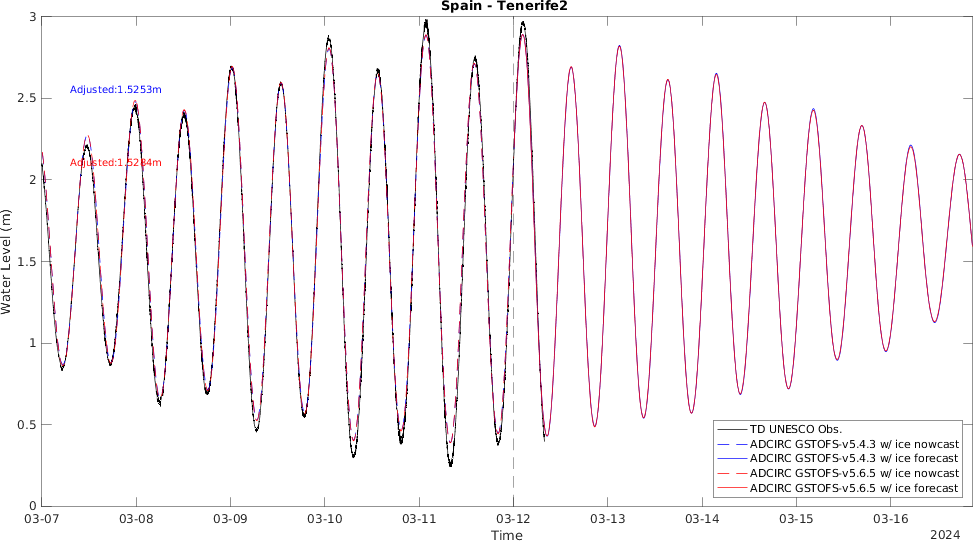 Spain - Tenerife2
3
2.5
2
1.5
1
0.5
0
Water Level (m)
Adjusted:1.5253m
Adjusted:1.5284m
TD UNESCO Obs.
ADCIRC GSTOFS-v5.4.3 w/ ice nowcast
ADCIRC GSTOFS-v5.4.3 w/ ice forecast
ADCIRC GSTOFS-v5.6.5 w/ ice nowcast
ADCIRC GSTOFS-v5.6.5 w/ ice forecast
03-07 03-08 03-09 03-10 03-11 03-12 03-13 03-14 03-15 03-16
Time
2024